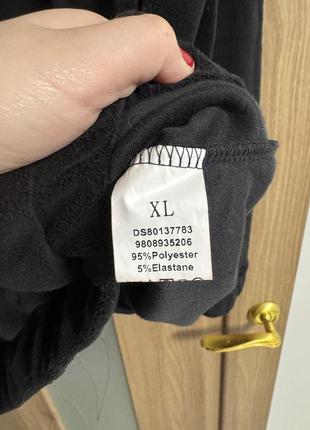 XL
DS80137783
9808935206
95%Polyester
5%Elastane